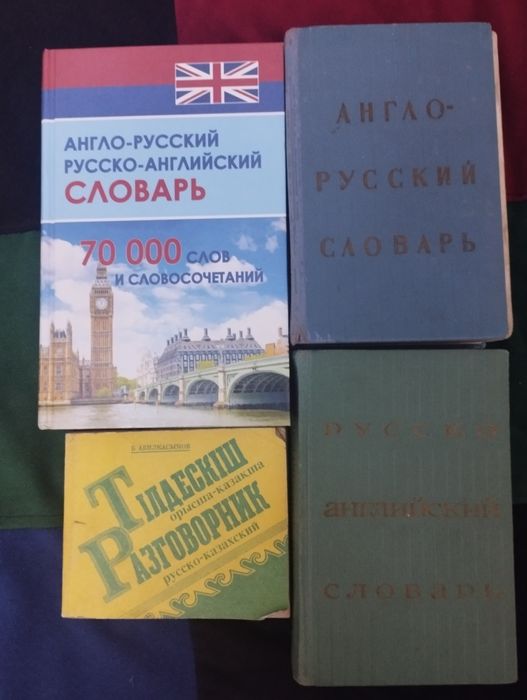 АНГЛО-РУССКИЙ
РУССКО-АНГЛИЙСКИЙ
СЛОВАРЬ
70 000 СЛОВ
И СЛОВОСОЧЕТАНИЙ
АНГЛО-
РУССКИЙ
СЛОВАРЬ
Б. АБИЛКАСЫМОВ
ТІЛДЕСКІШ
орысша-қазақша
РАЗГОВОРНИК
русско-казахский
РУССКО
английский
СЛОВАРЬ